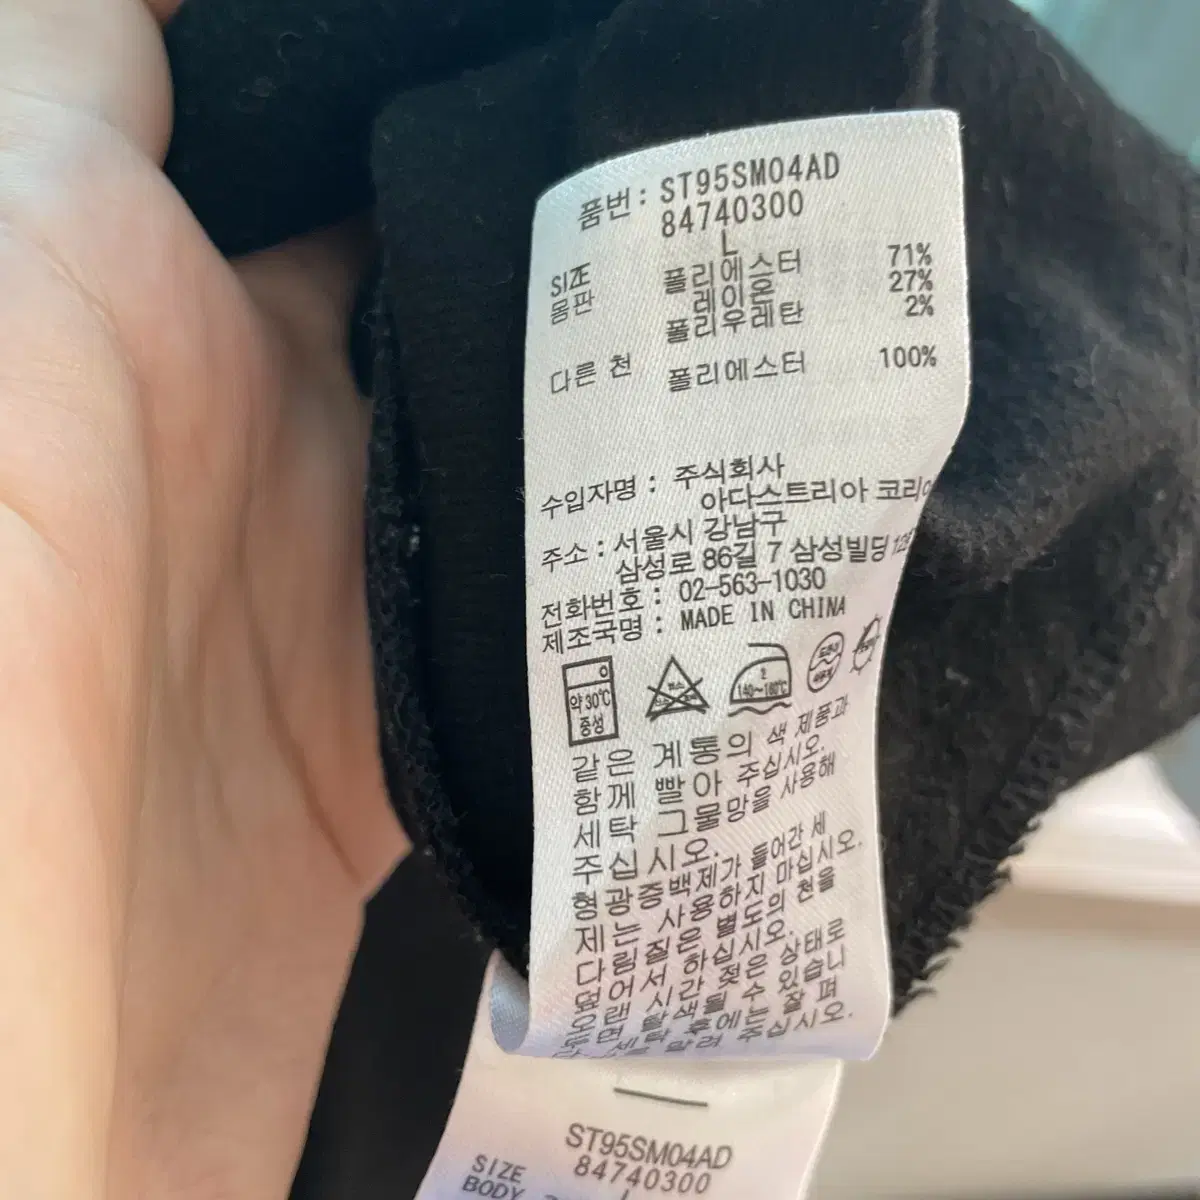 품번 : ST95SM04AD
84740300
SIZE L
몸판 폴리에스터 71%
레이온 27%
폴리우레탄 2%
다른 천 폴리에스터 100%
수입자명 : 주식회사
아다스트리아 코리아
주소 : 서울시 강남구
삼성로 86길 7 삼성빌딩
전화번호 : 02-563-1030
제조국명 : MADE IN CHINA
약 30℃
중성
2
140~160℃
같은 계통의 색 제품과
함께 빨아 주십시오.
세탁 그물망을 사용해
주십시오.
형광증백제가 들어간 세
제는 사용하지 마십시오.
다림질은 별도의 천을
덮어서 하십시오.
오랜 시간 젖은 상태로
두면 탈색될 수 있습니
다. 세탁 후에는 잘 펴
말려 주십시오.
ST95SM04AD
84740300
SIZE L
BODY